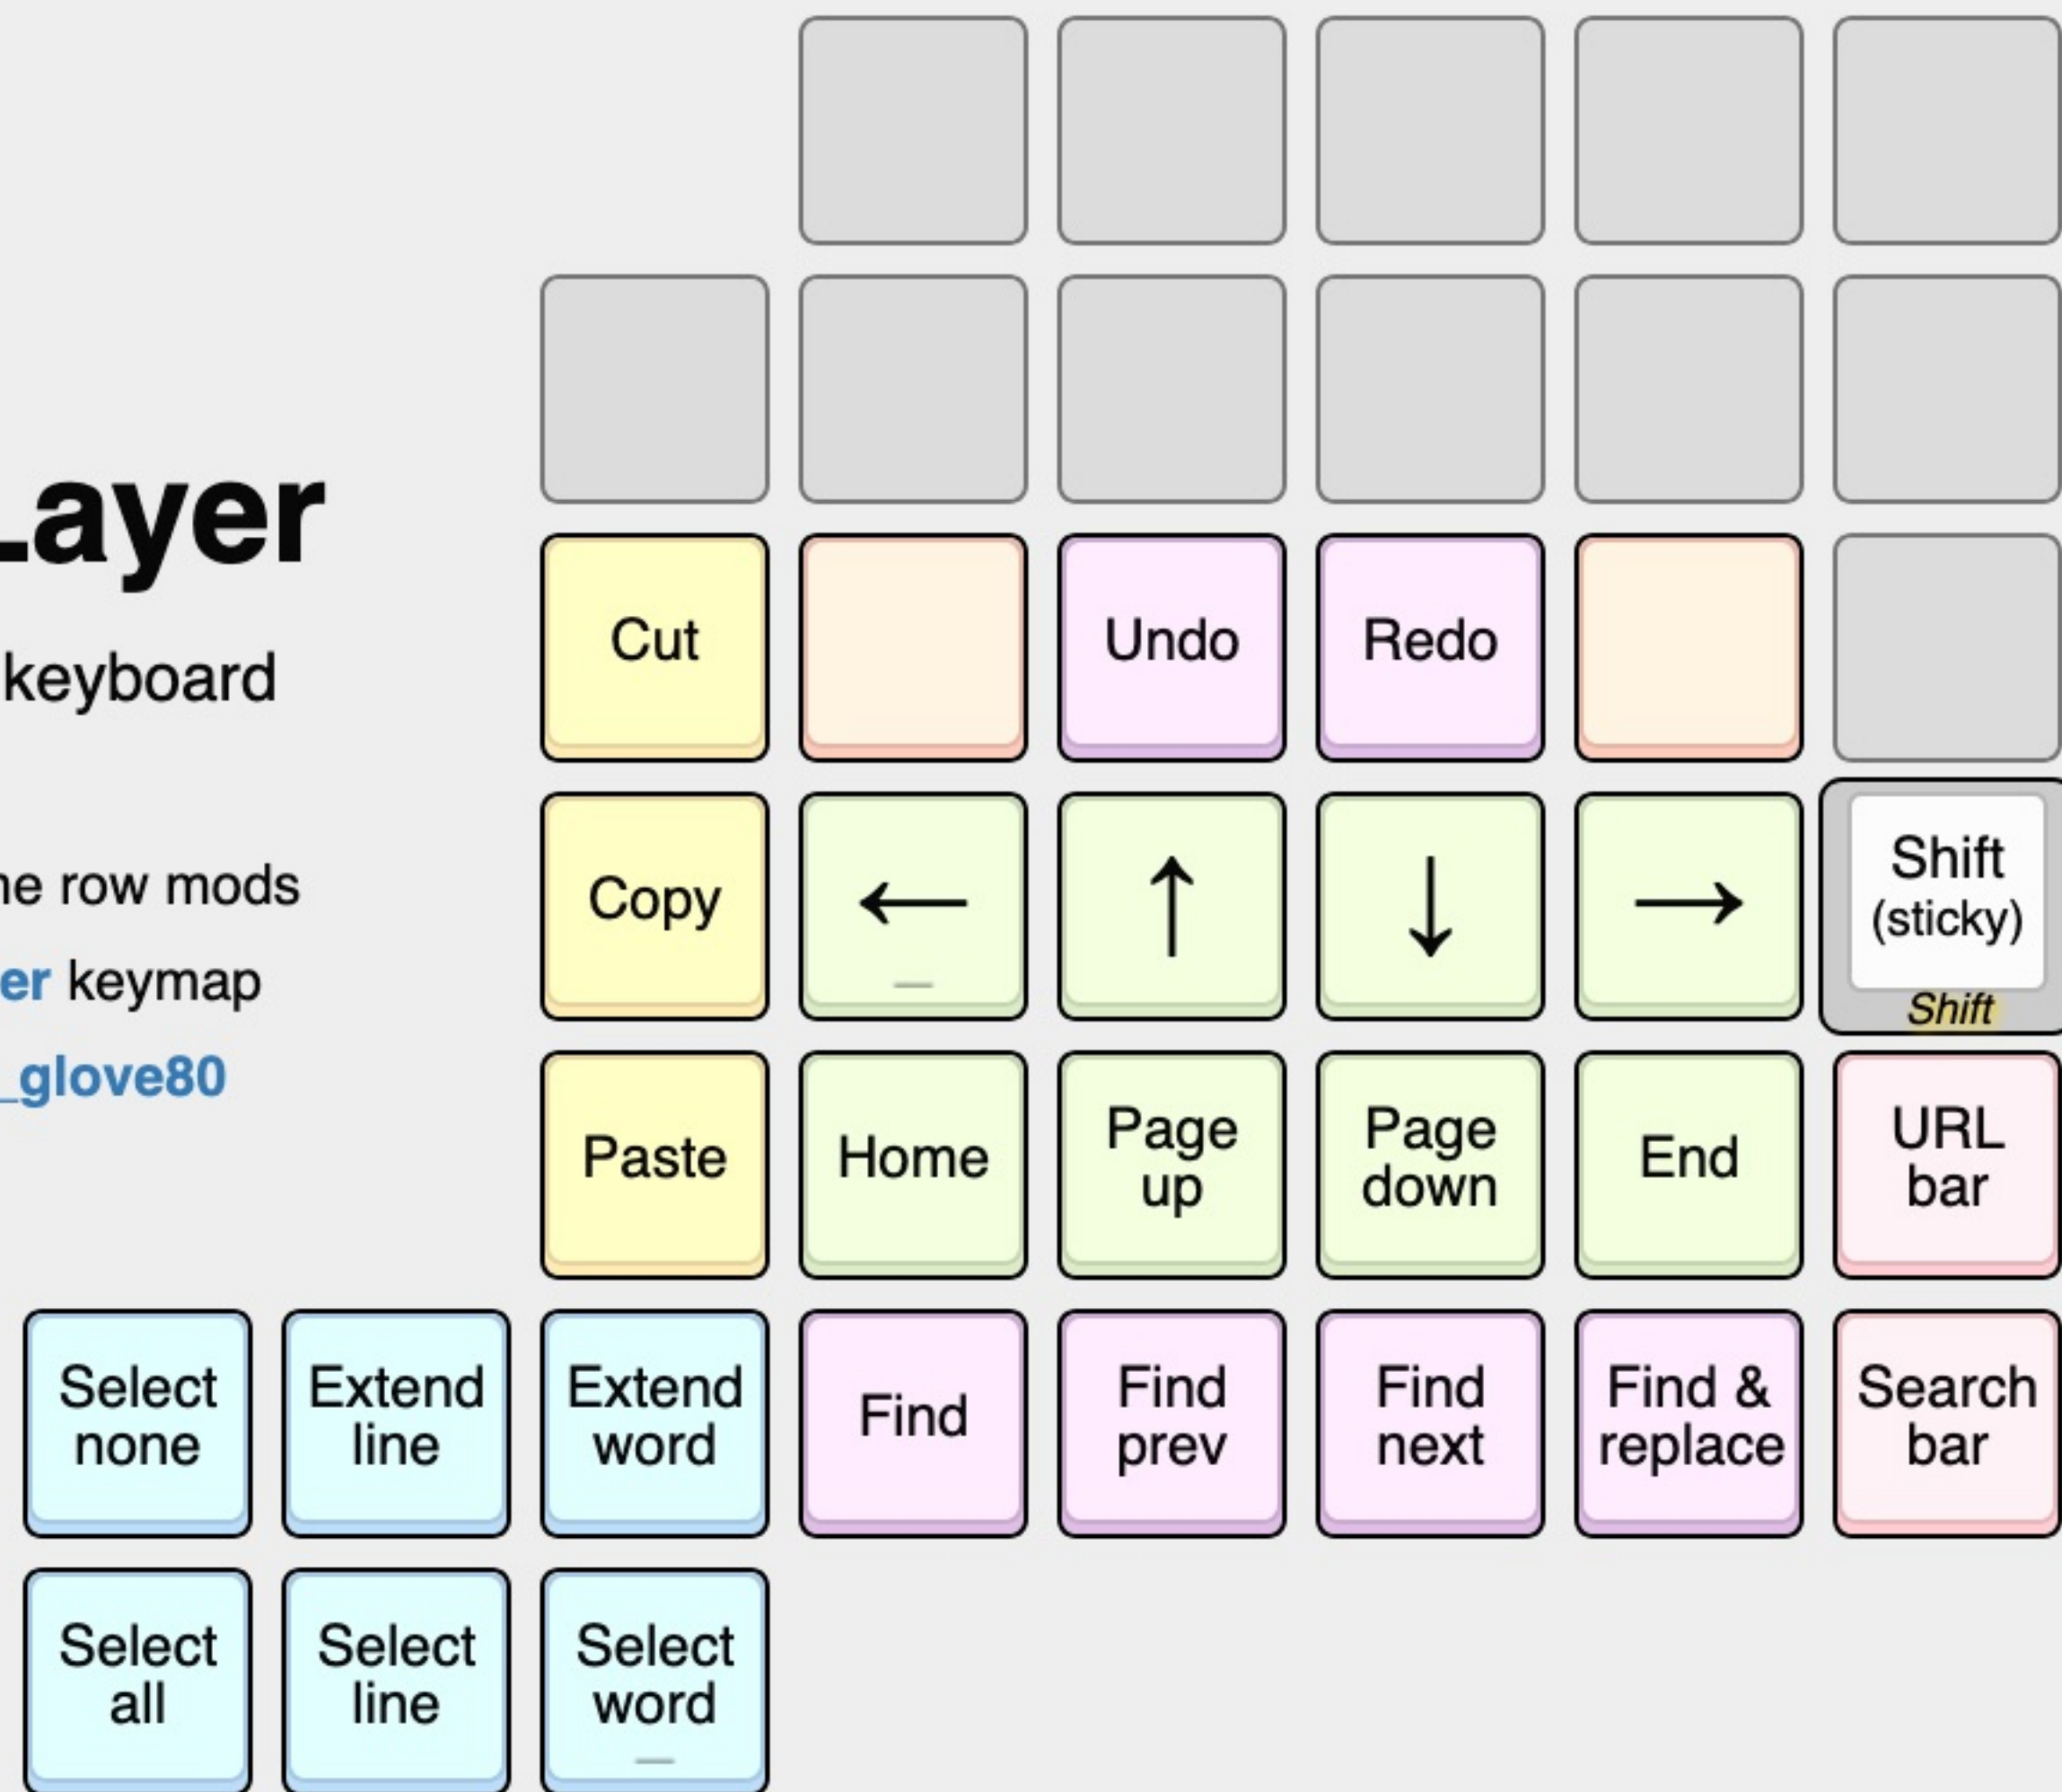 Layer
keyboard
row mods
keymap
_glove80
Cut
Undo
Redo
Copy
←
↑
↓
→
Shift
(sticky)
Shift
Paste
Home
Page
up
Page
down
End
URL
bar
Select
none
Extend
line
Extend
word
Find
Find
prev
Find
next
Find &
replace
Search
bar
Select
all
Select
line
Select
word